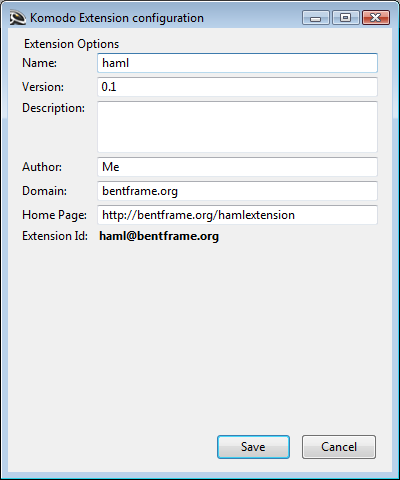 Komodo Extension configuration
Extension Options
Name: haml
Version: 0.1
Description:
Author: Me
Domain: bentframe.org
Home Page: http://bentframe.org/hamlextension
Extension Id: haml@bentframe.org
Save Cancel